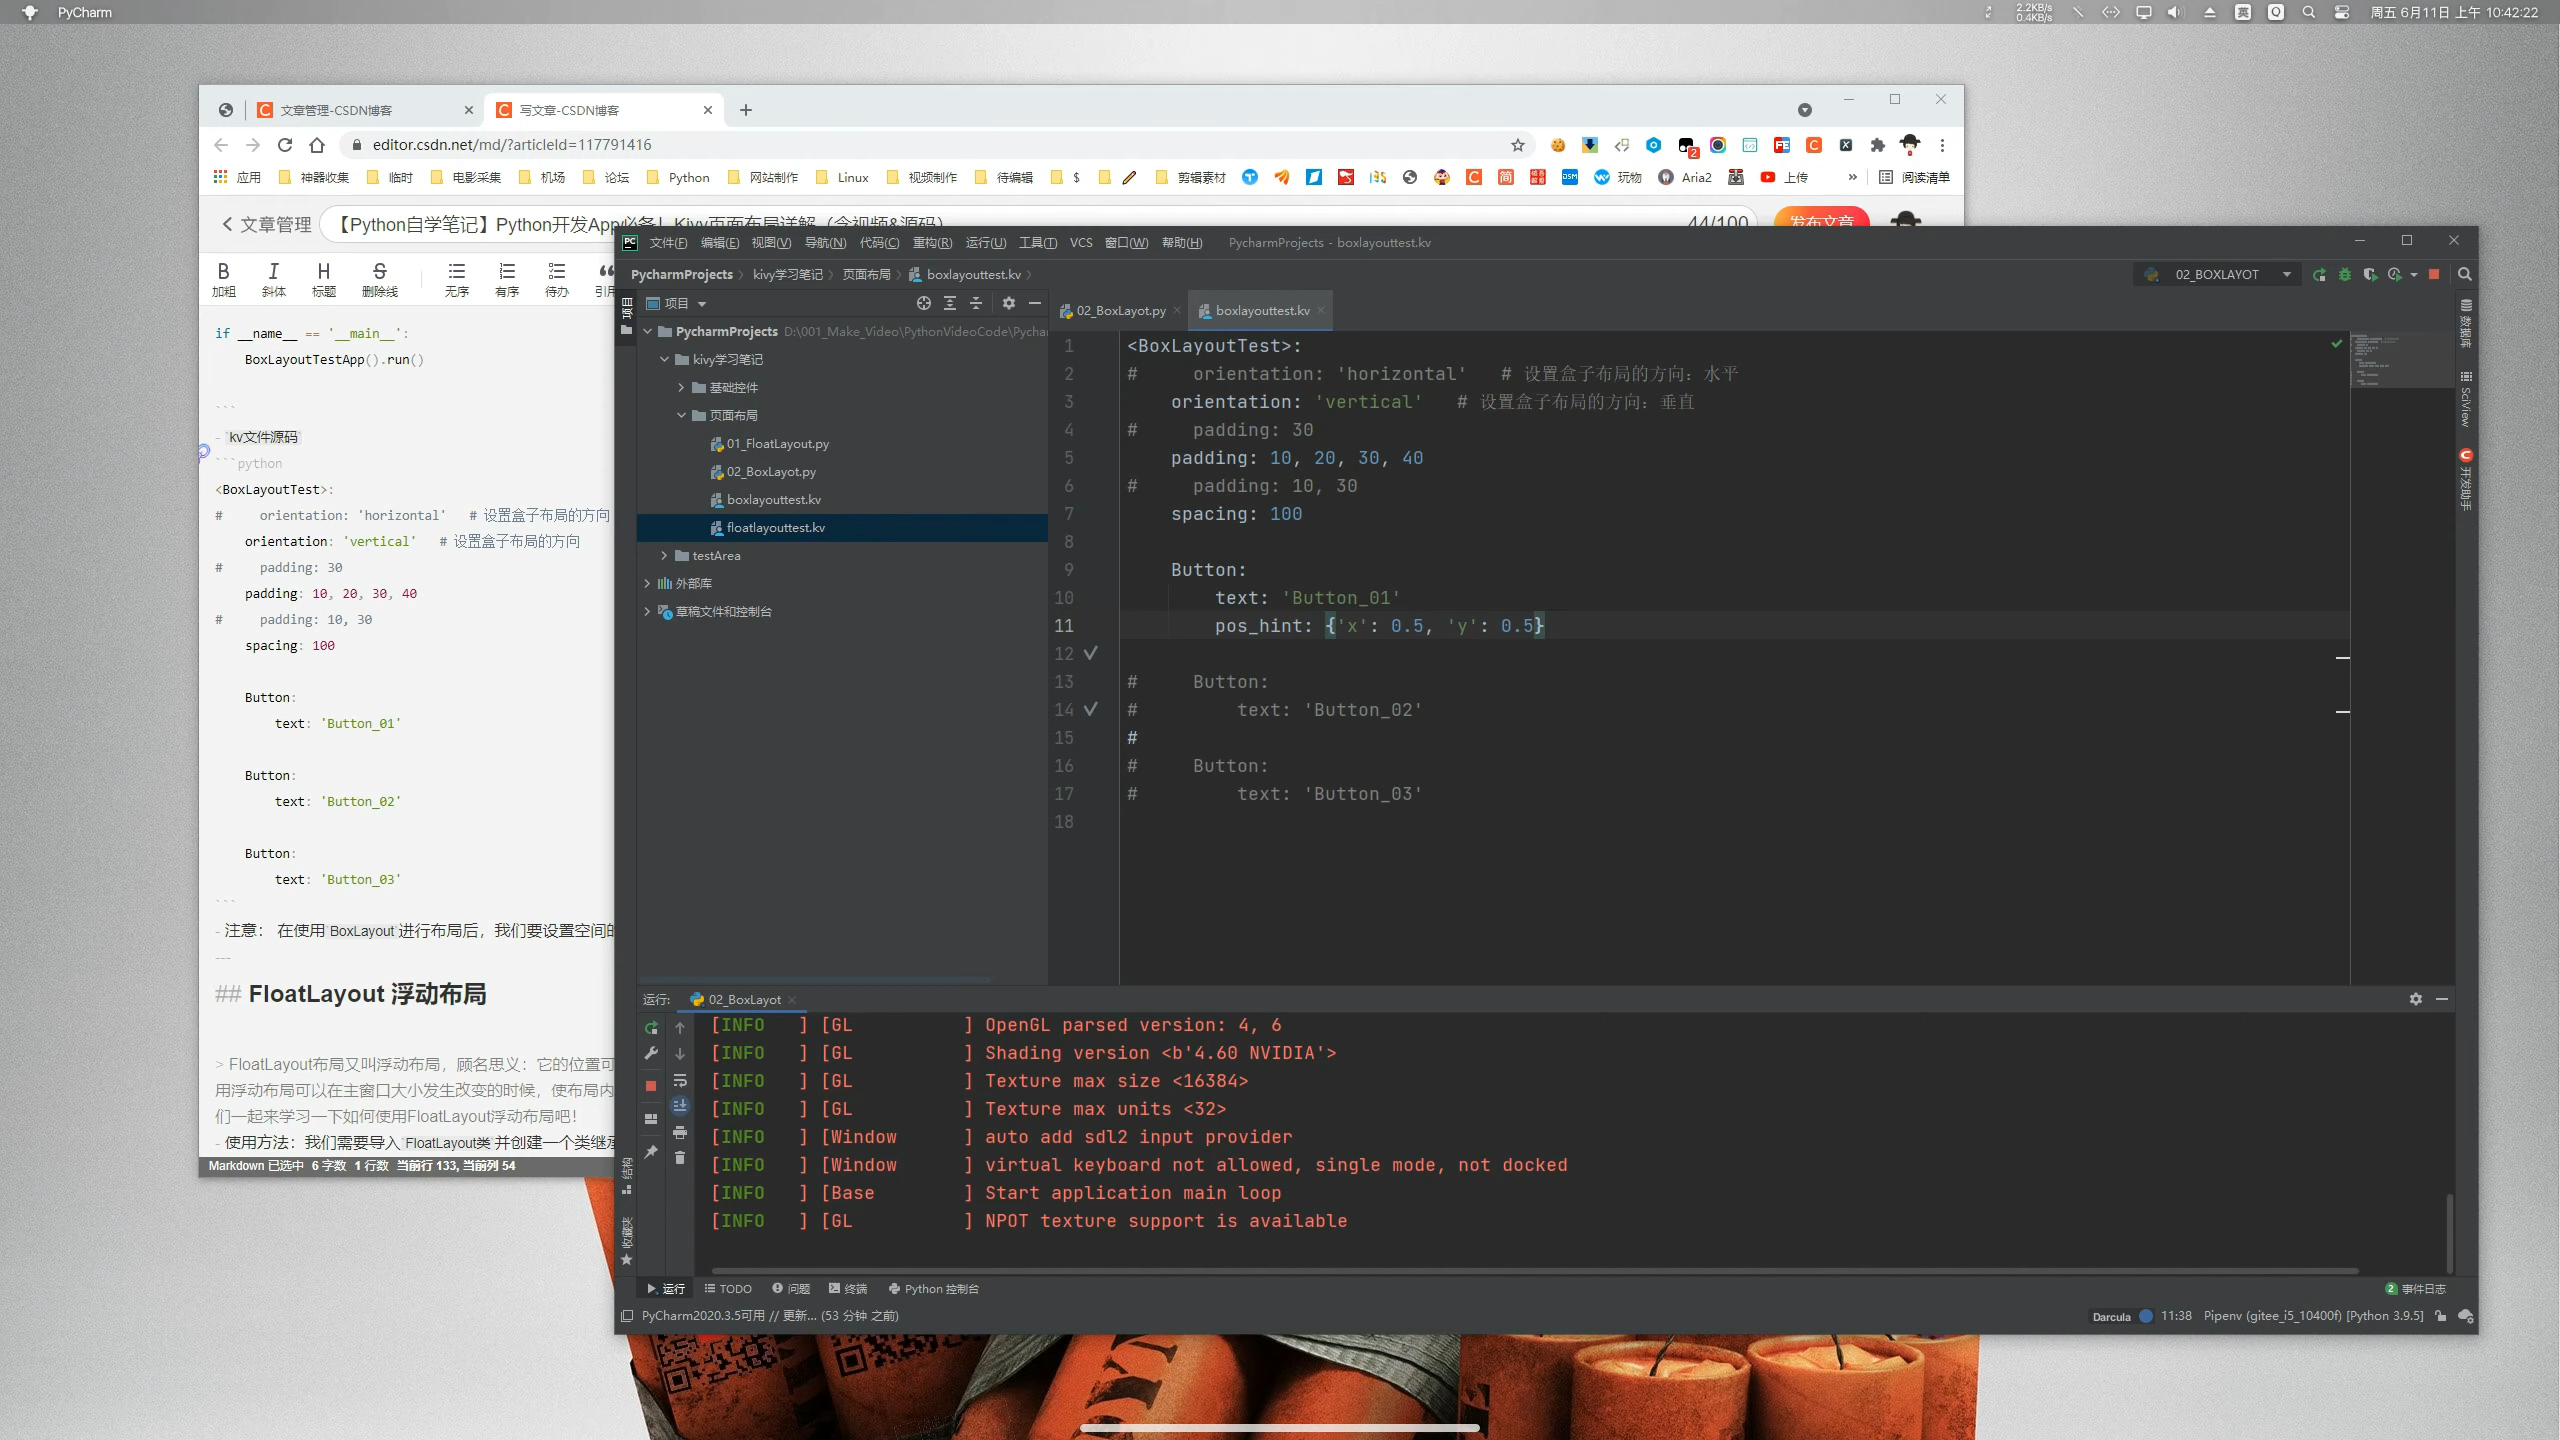 PyCharm
2.2KB/s
0.4KB/s
英
周五 6月11日 上午 10:42:22
文章管理-CSDN博客
写文章-CSDN博客
editor.csdn.net/md/?articleId=117791416
应用 神器收集 临时 电影采集 机场 论坛 Python 网站制作 Linux 视频制作 待编辑 $ 剪辑素材 玩物 Aria2 上传 » 阅读清单
文章管理
【Python自学笔记】Python开发App必备！Kivy页面布局详解（含视频&源码）
44/100
发布文章
B I H S
加粗 斜体 标题 删除线 无序 有序 待办 引用
if __name__ == '__main__':
BoxLayoutTestApp().run()
```
- `kv文件源码`
```python
<BoxLayoutTest>:
#     orientation: 'horizontal'   # 设置盒子布局的方向
orientation: 'vertical'   # 设置盒子布局的方向
#     padding: 30
padding: 10, 20, 30, 40
#     padding: 10, 30
spacing: 100
Button:
text: 'Button_01'
Button:
text: 'Button_02'
Button:
text: 'Button_03'
```
- 注意： 在使用`BoxLayout`进行布局后，我们要设置空间的
---
## FloatLayout 浮动布局
> FloatLayout布局又叫浮动布局，顾名思义：它的位置可
用浮动布局可以在主窗口大小发生改变的时候，使布局内
们一起来学习一下如何使用FloatLayout浮动布局吧！
- 使用方法：我们需要导入`FloatLayout类`并创建一个类继承
Markdown 已选中 6 字数 1 行数 当前行 133, 当前列 54
PC 文件(F) 编辑(E) 视图(V) 导航(N) 代码(C) 重构(R) 运行(U) 工具(T) VCS 窗口(W) 帮助(H) PycharmProjects - boxlayouttest.kv
PycharmProjects 〉 kivy学习笔记 〉 页面布局 〉 boxlayouttest.kv 〉
02_BOXLAYOT
项目
项目
PycharmProjects D:\001_Make_Video\PythonVideoCode\Pychar
kivy学习笔记
基础控件
页面布局
01_FloatLayout.py
02_BoxLayot.py
boxlayouttest.kv
floatlayouttest.kv
testArea
外部库
草稿文件和控制台
02_BoxLayot.py
boxlayouttest.kv
1 <BoxLayoutTest>:
2 #     orientation: 'horizontal'   # 设置盒子布局的方向：水平
3     orientation: 'vertical'   # 设置盒子布局的方向：垂直
4 #     padding: 30
5     padding: 10, 20, 30, 40
6 #     padding: 10, 30
7     spacing: 100
8
9     Button:
10         text: 'Button_01'
11         pos_hint: {'x': 0.5, 'y': 0.5}
12
13 #     Button:
14 #         text: 'Button_02'
15 #
16 #     Button:
17 #         text: 'Button_03'
18
数据库
SciView
开发助手
运行: 02_BoxLayot
[INFO   ] [GL          ] OpenGL parsed version: 4, 6
[INFO   ] [GL          ] Shading version <b'4.60 NVIDIA'>
[INFO   ] [GL          ] Texture max size <16384>
[INFO   ] [GL          ] Texture max units <32>
[INFO   ] [Window      ] auto add sdl2 input provider
[INFO   ] [Window      ] virtual keyboard not allowed, single mode, not docked
[INFO   ] [Base        ] Start application main loop
[INFO   ] [GL          ] NPOT texture support is available
结构
收藏夹
运行 TODO 问题 终端 Python 控制台
2 事件日志
PyCharm2020.3.5可用 // 更新... (53 分钟 之前)
Darcula 11:38 Pipenv (gitee_i5_10400f) [Python 3.9.5]